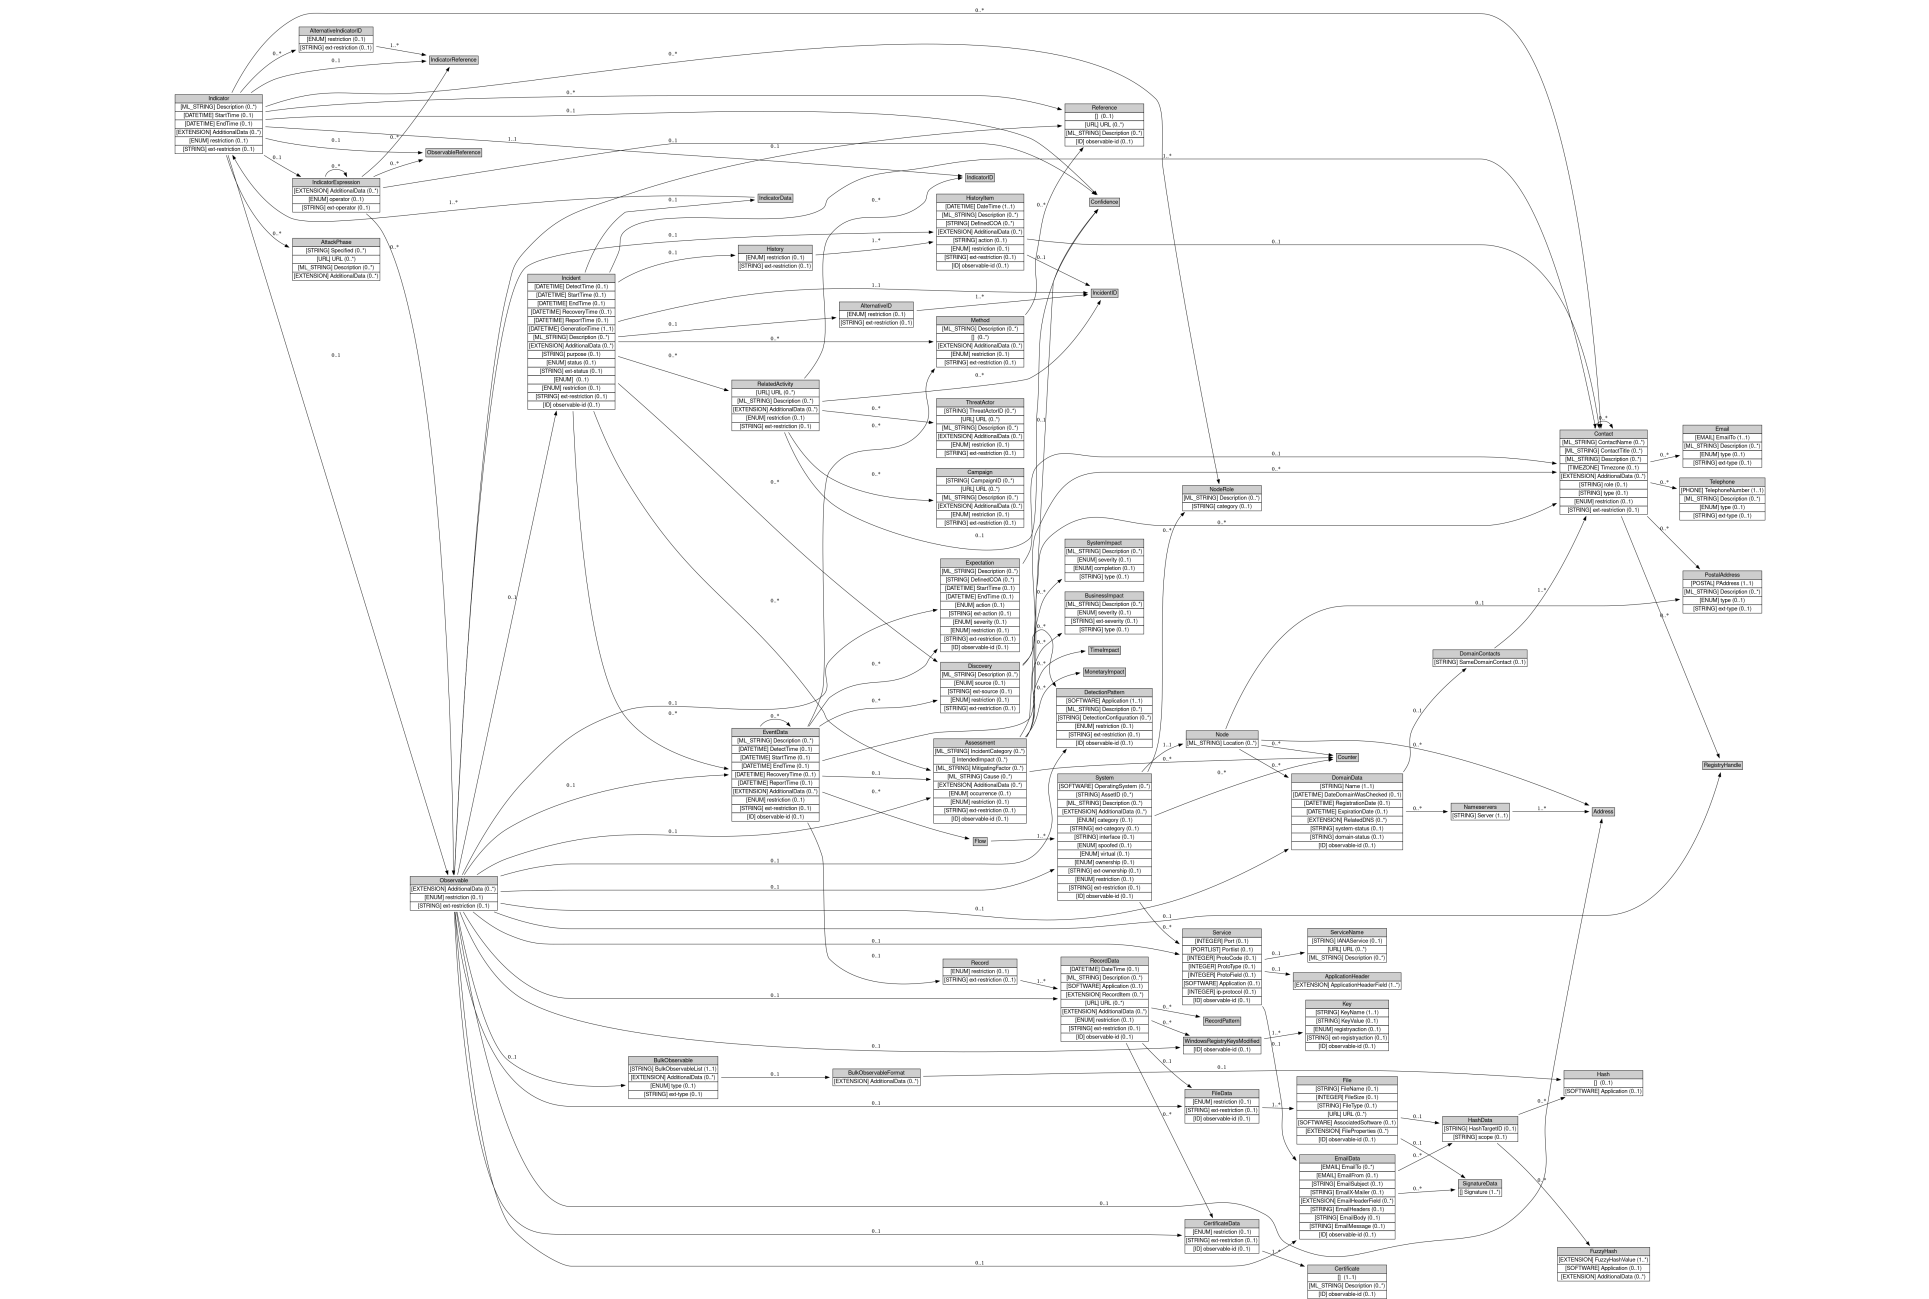 AlternativeIndicatorID
[ENUM] restriction (0..1)
[STRING] ext-restriction (0..1)
IndicatorReference
Indicator
[ML_STRING] Description (0..*)
[DATETIME] StartTime (0..1)
[DATETIME] EndTime (0..1)
[EXTENSION] AdditionalData (0..*)
[ENUM] restriction (0..1)
[STRING] ext-restriction (0..1)
ObservableReference
IndicatorExpression
[EXTENSION] AdditionalData (0..*)
[ENUM] operator (0..1)
[STRING] ext-operator (0..1)
AttackPhase
[STRING] Specified (0..*)
[URL] URL (0..*)
[ML_STRING] Description (0..*)
[EXTENSION] AdditionalData (0..*)
Reference
[] (0..1)
[URL] URL (0..*)
[ML_STRING] Description (0..*)
[ID] observable-id (0..1)
IndicatorID
IndicatorData
Confidence
HistoryItem
[DATETIME] DateTime (1..1)
[ML_STRING] Description (0..*)
[STRING] DefinedCOA (0..*)
[EXTENSION] AdditionalData (0..*)
[STRING] action (0..1)
[ENUM] restriction (0..1)
[STRING] ext-restriction (0..1)
[ID] observable-id (0..1)
History
[ENUM] restriction (0..1)
[STRING] ext-restriction (0..1)
Incident
[DATETIME] DetectTime (0..1)
[DATETIME] StartTime (0..1)
[DATETIME] EndTime (0..1)
[DATETIME] RecoveryTime (0..1)
[DATETIME] ReportTime (0..1)
[DATETIME] GenerationTime (1..1)
[ML_STRING] Description (0..*)
[EXTENSION] AdditionalData (0..*)
[STRING] purpose (0..1)
[ENUM] status (0..1)
[STRING] ext-status (0..1)
[ENUM] (0..1)
[ENUM] restriction (0..1)
[STRING] ext-restriction (0..1)
[ID] observable-id (0..1)
IncidentID
AlternativeID
[ENUM] restriction (0..1)
[STRING] ext-restriction (0..1)
Method
[ML_STRING] Description (0..*)
[] (0..*)
[EXTENSION] AdditionalData (0..*)
[ENUM] restriction (0..1)
[STRING] ext-restriction (0..1)
RelatedActivity
[URL] URL (0..*)
[ML_STRING] Description (0..*)
[EXTENSION] AdditionalData (0..*)
[ENUM] restriction (0..1)
[STRING] ext-restriction (0..1)
ThreatActor
[STRING] ThreatActorID (0..*)
[URL] URL (0..*)
[ML_STRING] Description (0..*)
[EXTENSION] AdditionalData (0..*)
[ENUM] restriction (0..1)
[STRING] ext-restriction (0..1)
Campaign
[STRING] CampaignID (0..*)
[URL] URL (0..*)
[ML_STRING] Description (0..*)
[EXTENSION] AdditionalData (0..*)
[ENUM] restriction (0..1)
[STRING] ext-restriction (0..1)
Contact
[ML_STRING] ContactName (0..*)
[ML_STRING] ContactTitle (0..*)
[ML_STRING] Description (0..*)
[TIMEZONE] Timezone (0..1)
[EXTENSION] AdditionalData (0..*)
[STRING] role (0..1)
[STRING] type (0..1)
[ENUM] restriction (0..1)
[STRING] ext-restriction (0..1)
Email
[EMAIL] EmailTo (1..1)
[ML_STRING] Description (0..*)
[ENUM] type (0..1)
[STRING] ext-type (0..1)
Telephone
[PHONE] TelephoneNumber (1..1)
[ML_STRING] Description (0..*)
[ENUM] type (0..1)
[STRING] ext-type (0..1)
NodeRole
[ML_STRING] Description (0..*)
[STRING] category (0..1)
SystemImpact
[ML_STRING] Description (0..*)
[ENUM] severity (0..1)
[ENUM] completion (0..1)
[STRING] type (0..1)
Expectation
[ML_STRING] Description (0..*)
[STRING] DefinedCOA (0..*)
[DATETIME] StartTime (0..1)
[DATETIME] EndTime (0..1)
[ENUM] action (0..1)
[STRING] ext-action (0..1)
[ENUM] severity (0..1)
[ENUM] restriction (0..1)
[STRING] ext-restriction (0..1)
[ID] observable-id (0..1)
BusinessImpact
[ML_STRING] Description (0..*)
[ENUM] severity (0..1)
[STRING] ext-severity (0..1)
[STRING] type (0..1)
PostalAddress
[POSTAL] PAddress (1..1)
[ML_STRING] Description (0..*)
[ENUM] type (0..1)
[STRING] ext-type (0..1)
TimeImpact
MonetaryImpact
DomainContacts
[STRING] SameDomainContact (0..1)
Discovery
[ML_STRING] Description (0..*)
[ENUM] source (0..1)
[STRING] ext-source (0..1)
[ENUM] restriction (0..1)
[STRING] ext-restriction (0..1)
DetectionPattern
[SOFTWARE] Application (1..1)
[ML_STRING] Description (0..*)
[STRING] DetectionConfiguration (0..*)
[ENUM] restriction (0..1)
[STRING] ext-restriction (0..1)
[ID] observable-id (0..1)
EventData
[ML_STRING] Description (0..*)
[DATETIME] DetectTime (0..1)
[DATETIME] StartTime (0..1)
[DATETIME] EndTime (0..1)
[DATETIME] RecoveryTime (0..1)
[DATETIME] ReportTime (0..1)
[EXTENSION] AdditionalData (0..*)
[ENUM] restriction (0..1)
[STRING] ext-restriction (0..1)
[ID] observable-id (0..1)
Assessment
[ML_STRING] IncidentCategory (0..*)
[] IntendedImpact (0..*)
[ML_STRING] MitigatingFactor (0..*)
[ML_STRING] Cause (0..*)
[EXTENSION] AdditionalData (0..*)
[ENUM] occurrence (0..1)
[ENUM] restriction (0..1)
[STRING] ext-restriction (0..1)
[ID] observable-id (0..1)
Node
[ML_STRING] Location (0..*)
Counter
RegistryHandle
System
[SOFTWARE] OperatingSystem (0..1)
[STRING] AssetID (0..*)
[ML_STRING] Description (0..*)
[EXTENSION] AdditionalData (0..*)
[ENUM] category (0..1)
[STRING] ext-category (0..1)
[STRING] interface (0..1)
[ENUM] spoofed (0..1)
[ENUM] virtual (0..1)
[ENUM] ownership (0..1)
[STRING] ext-ownership (0..1)
[ENUM] restriction (0..1)
[STRING] ext-restriction (0..1)
[ID] observable-id (0..1)
DomainData
[STRING] Name (1..1)
[DATETIME] DateDomainWasChecked (0..1)
[DATETIME] RegistrationDate (0..1)
[DATETIME] ExpirationDate (0..1)
[EXTENSION] RelatedDNS (0..*)
[STRING] system-status (0..1)
[STRING] domain-status (0..1)
[ID] observable-id (0..1)
Nameservers
[STRING] Server (1..1)
Address
Flow
Observable
[EXTENSION] AdditionalData (0..*)
[ENUM] restriction (0..1)
[STRING] ext-restriction (0..1)
Service
[INTEGER] Port (0..1)
[PORTLIST] Portlist (0..1)
[INTEGER] ProtoCode (0..1)
[INTEGER] ProtoType (0..1)
[INTEGER] ProtoField (0..1)
[SOFTWARE] Application (0..1)
[INTEGER] ip-protocol (0..1)
[ID] observable-id (0..1)
ServiceName
[STRING] IANAService (0..1)
[URL] URL (0..*)
[ML_STRING] Description (0..*)
ApplicationHeader
[EXTENSION] ApplicationHeaderField (1..*)
Record
[ENUM] restriction (0..1)
[STRING] ext-restriction (0..1)
RecordData
[DATETIME] DateTime (0..1)
[ML_STRING] Description (0..*)
[SOFTWARE] Application (0..1)
[EXTENSION] RecordItem (0..*)
[URL] URL (0..*)
[EXTENSION] AdditionalData (0..*)
[ENUM] restriction (0..1)
[STRING] ext-restriction (0..1)
[ID] observable-id (0..1)
RecordPattern
WindowsRegistryKeysModified
[ID] observable-id (0..1)
Key
[STRING] KeyName (1..1)
[STRING] KeyValue (0..1)
[ENUM] registryaction (0..1)
[STRING] ext-registryaction (0..1)
[ID] observable-id (0..1)
BulkObservable
[STRING] BulkObservableList (1..1)
[EXTENSION] AdditionalData (0..*)
[ENUM] type (0..1)
[STRING] ext-type (0..1)
BulkObservableFormat
[EXTENSION] AdditionalData (0..*)
Hash
[] (0..1)
[SOFTWARE] Application (0..1)
FileData
[ENUM] restriction (0..1)
[STRING] ext-restriction (0..1)
[ID] observable-id (0..1)
File
[STRING] FileName (0..1)
[INTEGER] FileSize (0..1)
[STRING] FileType (0..1)
[URL] URL (0..*)
[SOFTWARE] AssociatedSoftware (0..1)
[EXTENSION] FileProperties (0..*)
[ID] observable-id (0..1)
HashData
[STRING] HashTargetID (0..1)
[STRING] scope (0..1)
EmailData
[EMAIL] EmailTo (0..*)
[EMAIL] EmailFrom (0..1)
[STRING] EmailSubject (0..1)
[STRING] EmailX-Mailer (0..1)
[EXTENSION] EmailHeaderField (0..*)
[STRING] EmailHeaders (0..1)
[STRING] EmailBody (0..1)
[STRING] EmailMessage (0..1)
[ID] observable-id (0..1)
SignatureData
[] Signature (1..*)
CertificateData
[ENUM] restriction (0..1)
[STRING] ext-restriction (0..1)
[ID] observable-id (0..1)
Certificate
[] (1..1)
[ML_STRING] Description (0..*)
[ID] observable-id (0..1)
FuzzyHash
[EXTENSION] FuzzyHashValue (1..*)
[SOFTWARE] Application (0..1)
[EXTENSION] AdditionalData (0..*)